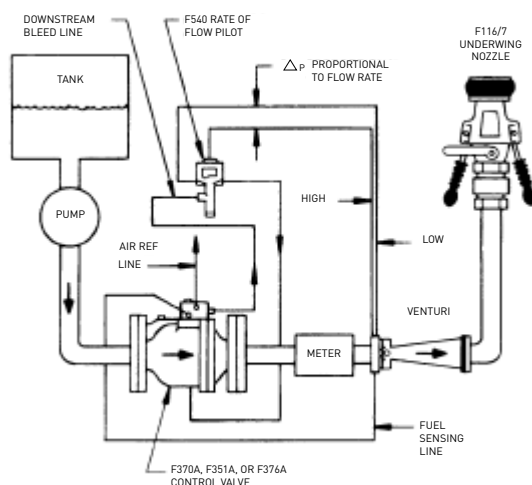 DOWNSTREAM
BLEED LINE
F540 RATE OF
FLOW PILOT
F116/7
UNDERWING
NOZZLE
△P PROPORTIONAL
TO FLOW RATE
TANK
PUMP
HIGH
AIR REF
LINE
LOW
VENTURI
METER
FUEL
SENSING
LINE
F370A, F351A, OR F376A
CONTROL VALVE